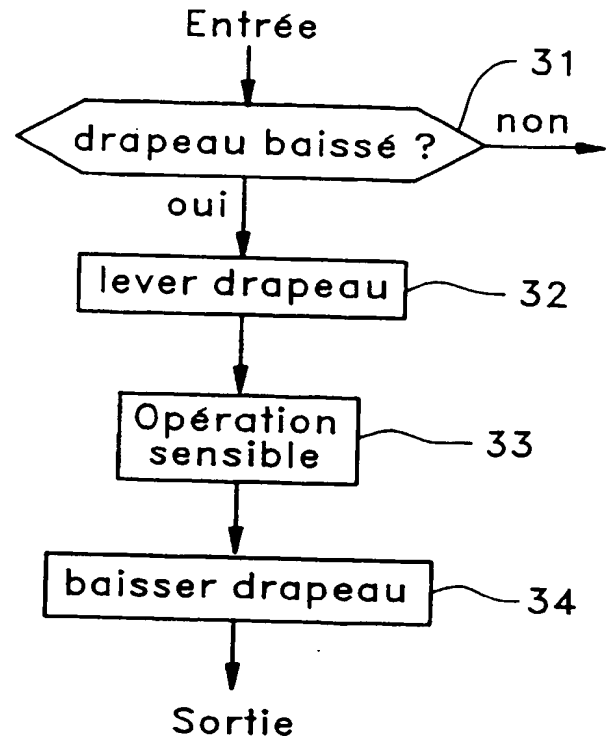 Entrée
31
drapeau baissé ?
non
oui
lever drapeau
32
Opération
sensible
33
baisser drapeau
34
Sortie